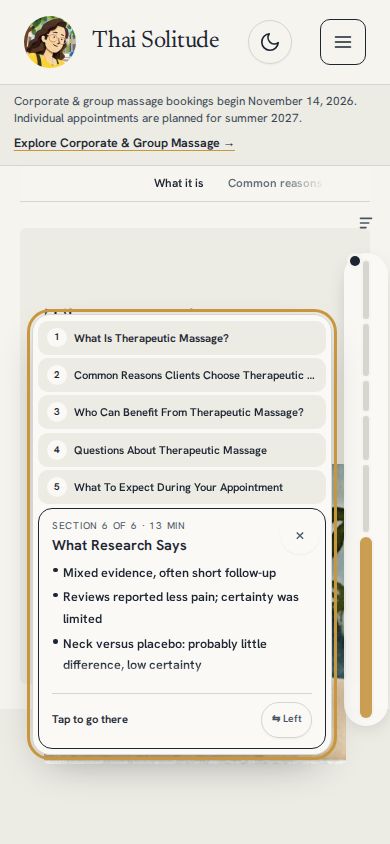 Thai Solitude
Corporate & group massage bookings begin November 14, 2026.
Individual appointments are planned for summer 2027.
Explore Corporate & Group Massage →
What it is
Common reasons
1 What Is Therapeutic Massage?
2 Common Reasons Clients Choose Therapeutic ...
3 Who Can Benefit From Therapeutic Massage?
4 Questions About Therapeutic Massage
5 What To Expect During Your Appointment
SECTION 6 OF 6 · 13 MIN
What Research Says
• Mixed evidence, often short follow-up
• Reviews reported less pain; certainty was
limited
• Neck versus placebo: probably little
difference, low certainty
Tap to go there
⇆ Left